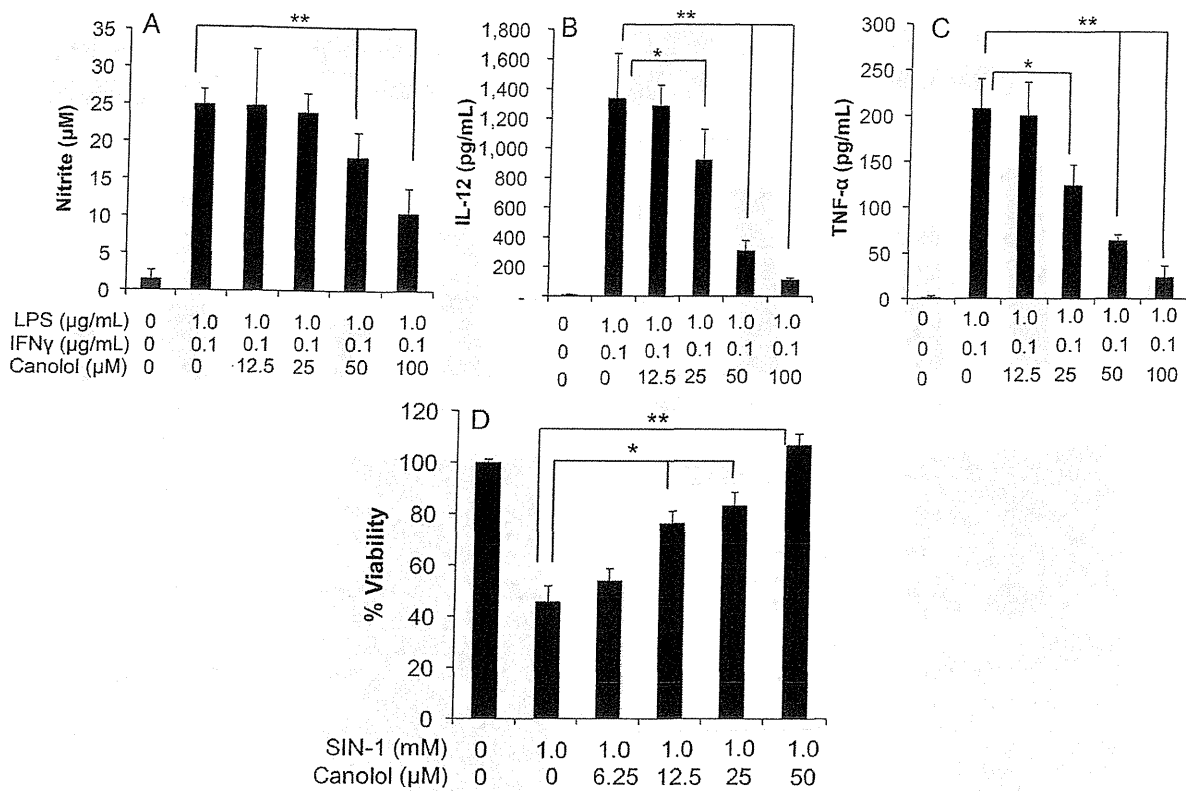 A
**
Nitrite (µM)
35
30
25
20
15
10
5
0
LPS (µg/mL) 0 1.0 1.0 1.0 1.0 1.0
IFNγ (µg/mL) 0 0.1 0.1 0.1 0.1 0.1
Canolol (µM) 0 0 12.5 25 50 100
B
**
*
IL-12 (pg/mL)
1,800
1,600
1,400
1,200
1,000
800
600
400
200
-
0 1.0 1.0 1.0 1.0 1.0
0 0.1 0.1 0.1 0.1 0.1
0 0 12.5 25 50 100
C
**
*
TNF-α (pg/mL)
300
250
200
150
100
50
0
0 1.0 1.0 1.0 1.0 1.0
0 0.1 0.1 0.1 0.1 0.1
0 0 12.5 25 50 100
D
**
*
% Viability
120
100
80
60
40
20
0
SIN-1 (mM) 0 1.0 1.0 1.0 1.0 1.0
Canolol (µM) 0 0 6.25 12.5 25 50